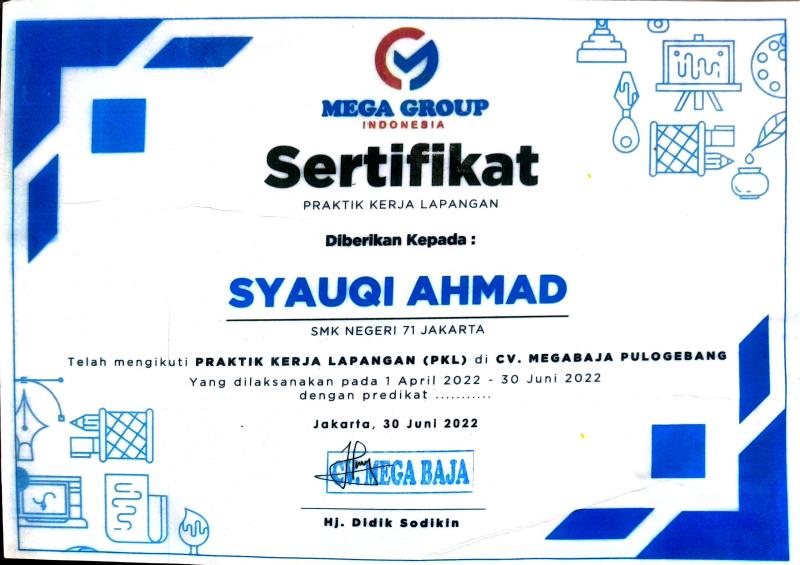 MEGA GROUP
INDONESIA
Sertifikat
PRAKTIK KERJA LAPANGAN
Diberikan Kepada :
SYAUQI AHMAD
SMK NEGERI 71 JAKARTA
Telah mengikuti PRAKTIK KERJA LAPANGAN (PKL) di CV. MEGABAJA PULOGEBANG
Yang dilaksanakan pada 1 April 2022 - 30 Juni 2022
dengan predikat ...........
Jakarta, 30 Juni 2022
CV. MEGA BAJA
Hj. Didik Sodikin